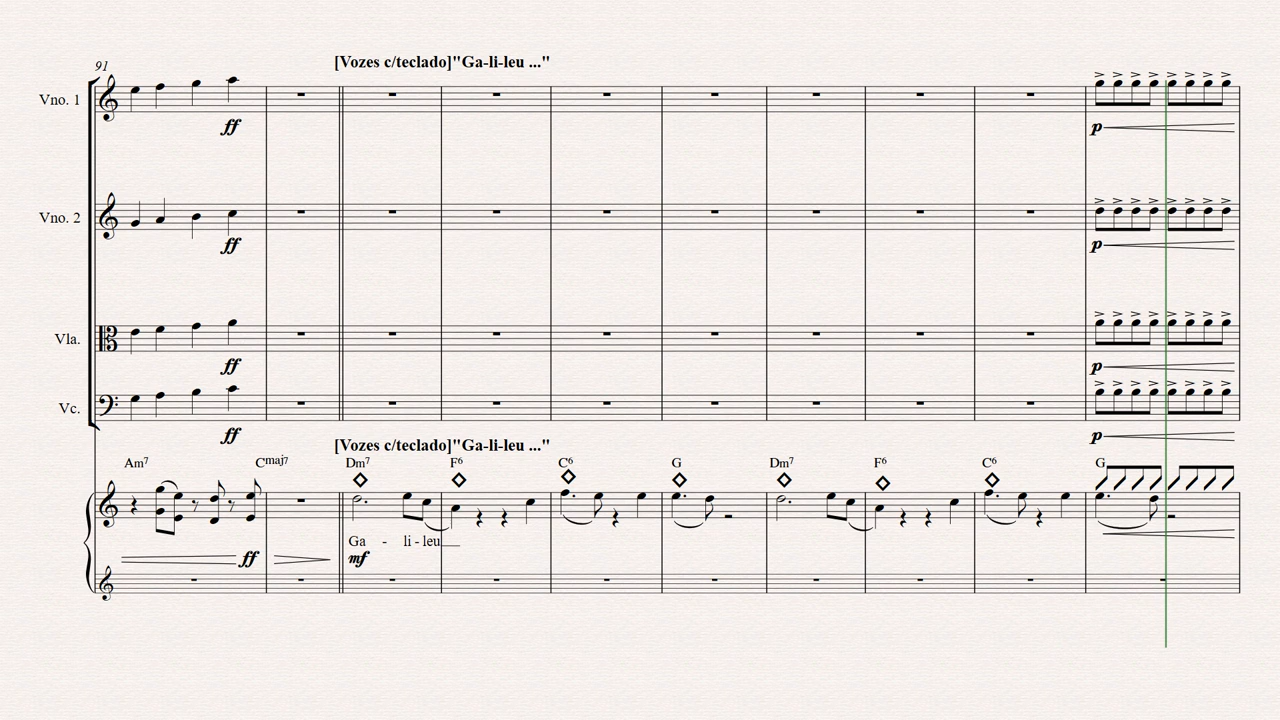 [Vozes c/teclado]"Ga-li-leu ..."
91
Vno. 1
ff
p
Vno. 2
ff
p
Vla.
ff
p
Vc.
ff
p
[Vozes c/teclado]"Ga-li-leu ..."
Am7 Cmaj7 Dm7 F6 C6 G Dm7 F6 C6 G
Ga - li - leu__
ff mf